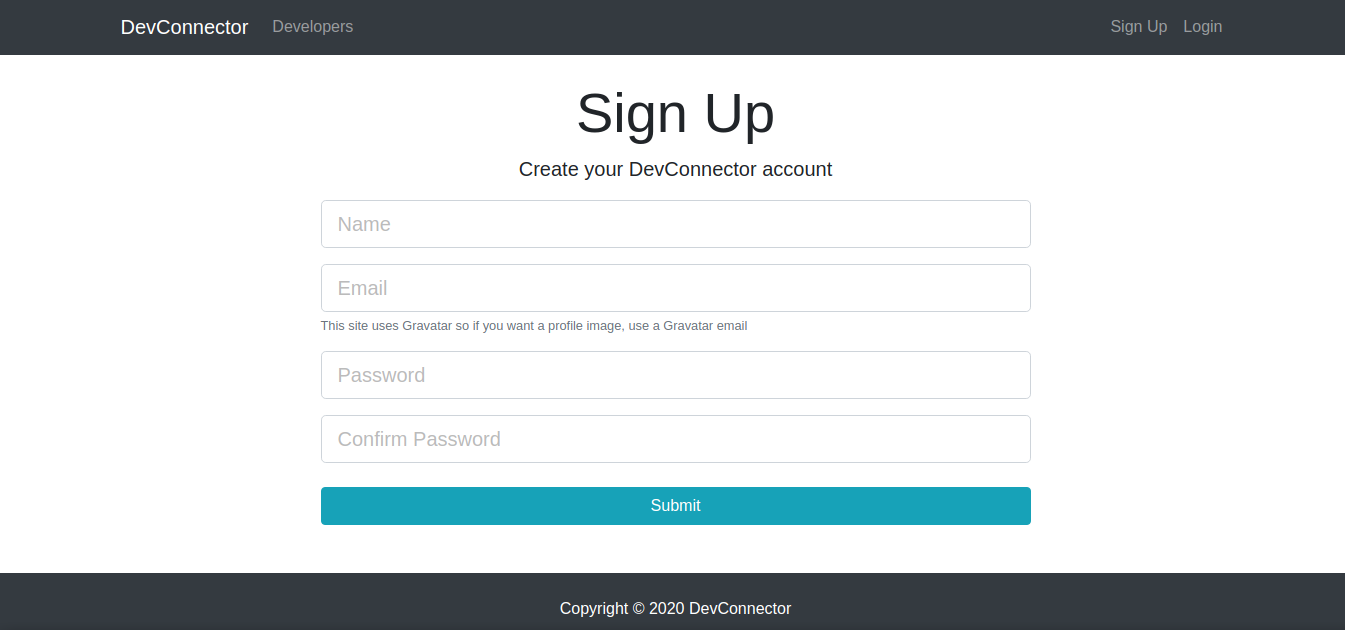 DevConnector Developers Sign Up Login
Sign Up
Create your DevConnector account
Name
Email
This site uses Gravatar so if you want a profile image, use a Gravatar email
Password
Confirm Password
Submit
Copyright © 2020 DevConnector